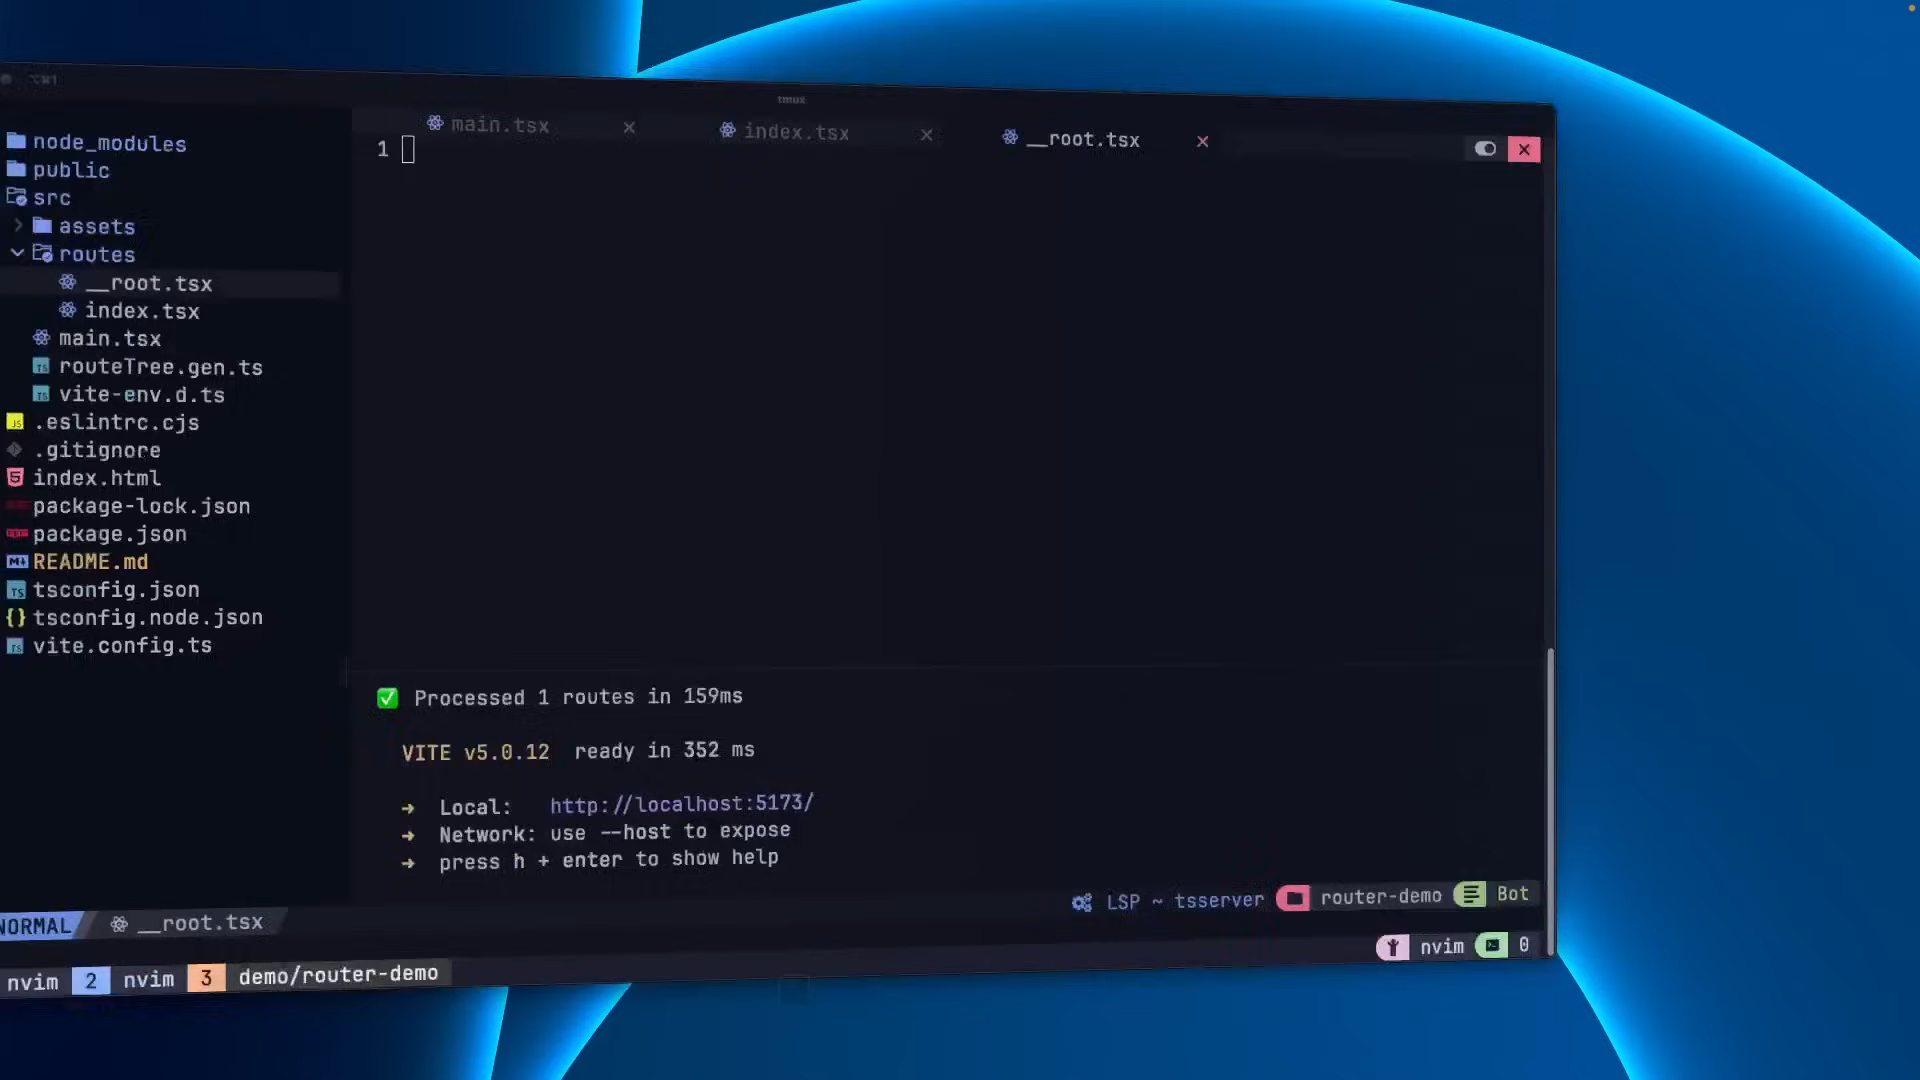 tmux
main.tsx
index.tsx
__root.tsx
1
node_modules
public
src
assets
routes
__root.tsx
index.tsx
main.tsx
routeTree.gen.ts
vite-env.d.ts
.eslintrc.cjs
.gitignore
index.html
package-lock.json
package.json
README.md
tsconfig.json
tsconfig.node.json
vite.config.ts
Processed 1 routes in 159ms
VITE v5.0.12 ready in 352 ms
➜ Local: http://localhost:5173/
➜ Network: use --host to expose
➜ press h + enter to show help
NORMAL __root.tsx LSP ~ tsserver router-demo Bot
nvim 2 nvim 3 demo/router-demo nvim 0